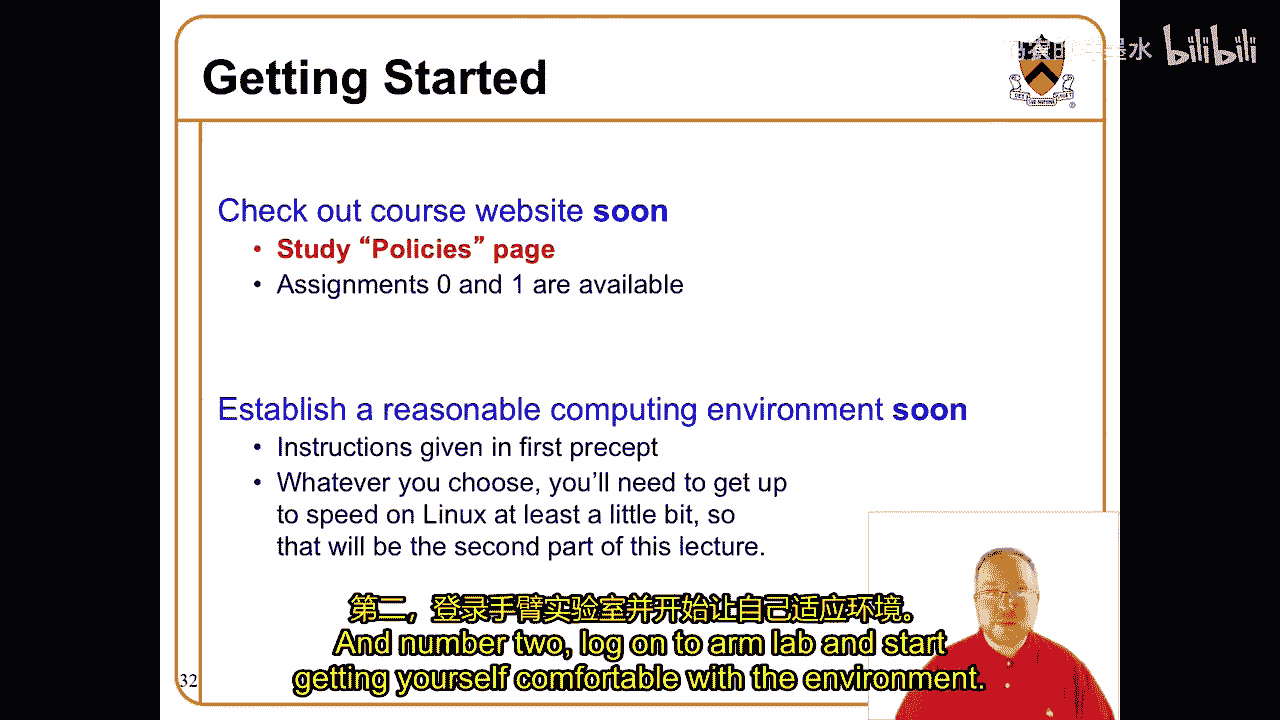 Getting Started
bilibili
Check out course website soon
• Study “Policies” page
• Assignments 0 and 1 are available
Establish a reasonable computing environment soon
• Instructions given in first precept
• Whatever you choose, you’ll need to get up
to speed on Linux at least a little bit, so
that will be the second part of this lecture.
第二，登录手臂实验室并开始让自己适应环境。
And number two, log on to arm lab and start
getting yourself comfortable with the environment.
32